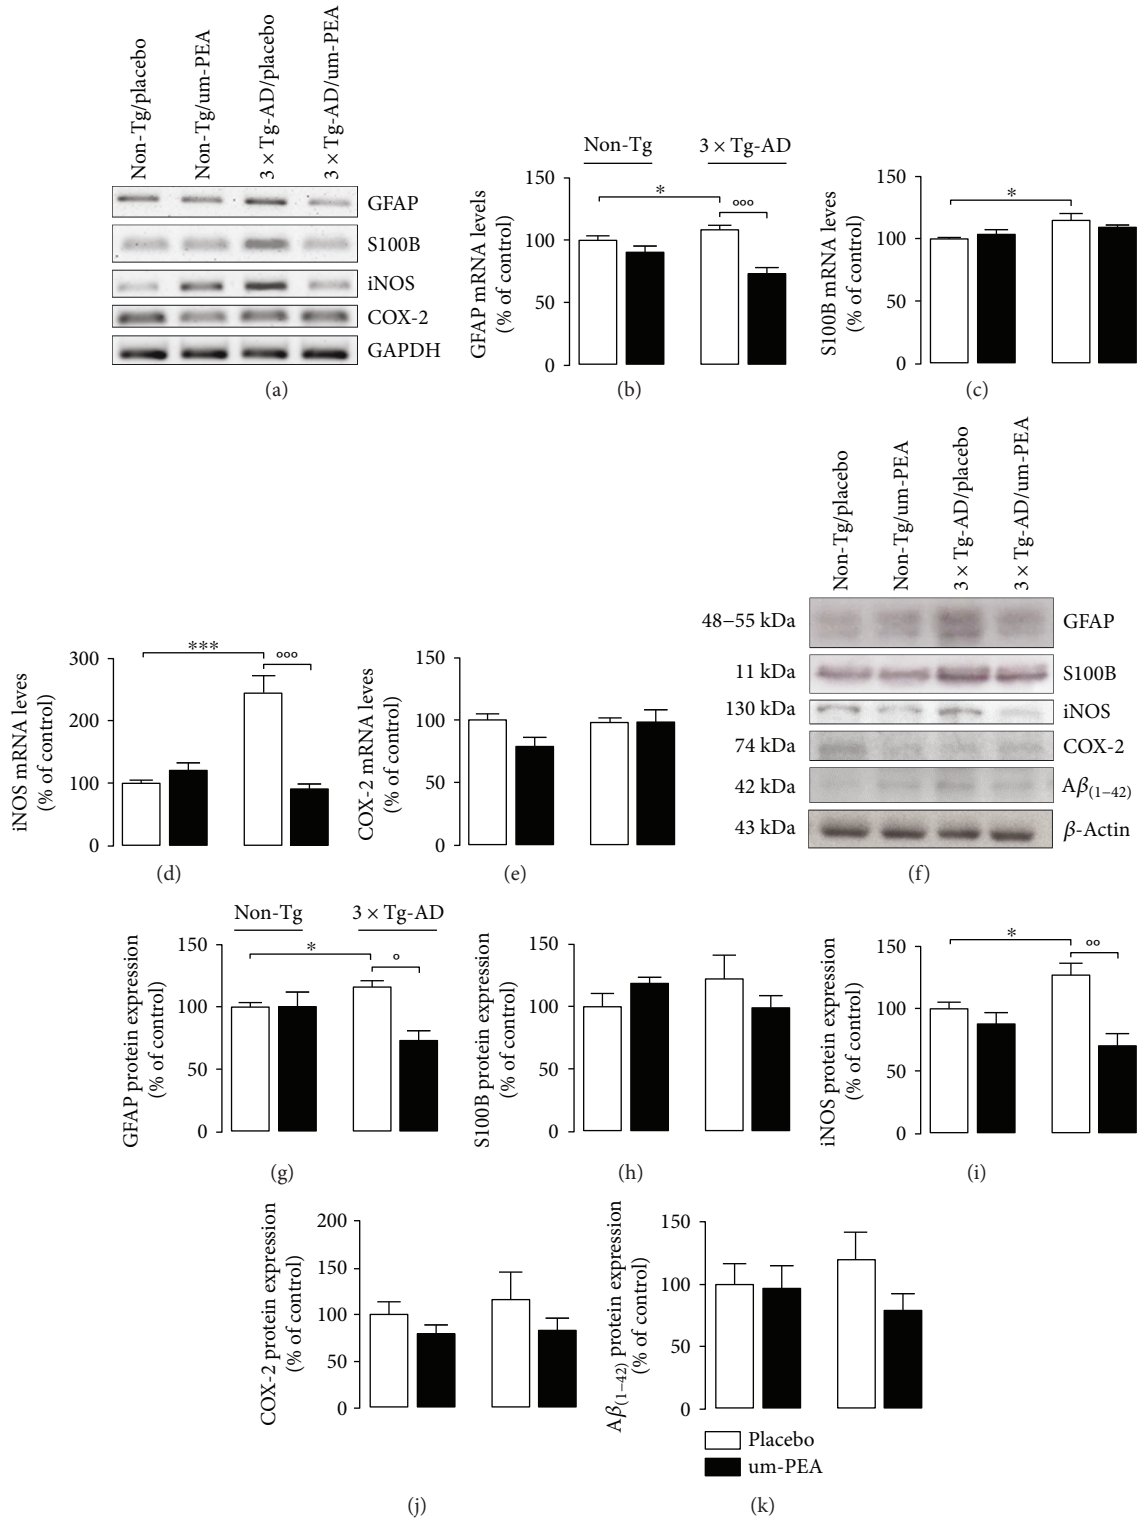 Non-Tg/placebo
Non-Tg/um-PEA
3 × Tg-AD/placebo
3 × Tg-AD/um-PEA
GFAP
S100B
iNOS
COX-2
GAPDH
(a)
Non-Tg
3 × Tg-AD
GFAP mRNA levels
(% of control)
150
100
50
0
*
°°°
(b)
S100B mRNA leves
(% of control)
150
100
50
0
*
(c)
iNOS mRNA leves
(% of control)
300
200
100
0
***
°°°
(d)
COX-2 mRNA leves
(% of control)
150
100
50
0
(e)
Non-Tg/placebo
Non-Tg/um-PEA
3 × Tg-AD/placebo
3 × Tg-AD/um-PEA
48–55 kDa GFAP
11 kDa S100B
130 kDa iNOS
74 kDa COX-2
42 kDa Aβ(1–42)
43 kDa β-Actin
(f)
Non-Tg
3 × Tg-AD
GFAP protein expression
(% of control)
150
100
50
0
*
°
(g)
S100B protein expression
(% of control)
150
100
50
0
(h)
iNOS protein expression
(% of control)
150
100
50
0
*
°°
(i)
COX-2 protein expression
(% of control)
200
150
100
50
0
(j)
Aβ(1–42) protein expression
(% of control)
150
100
50
0
Placebo
um-PEA
(k)